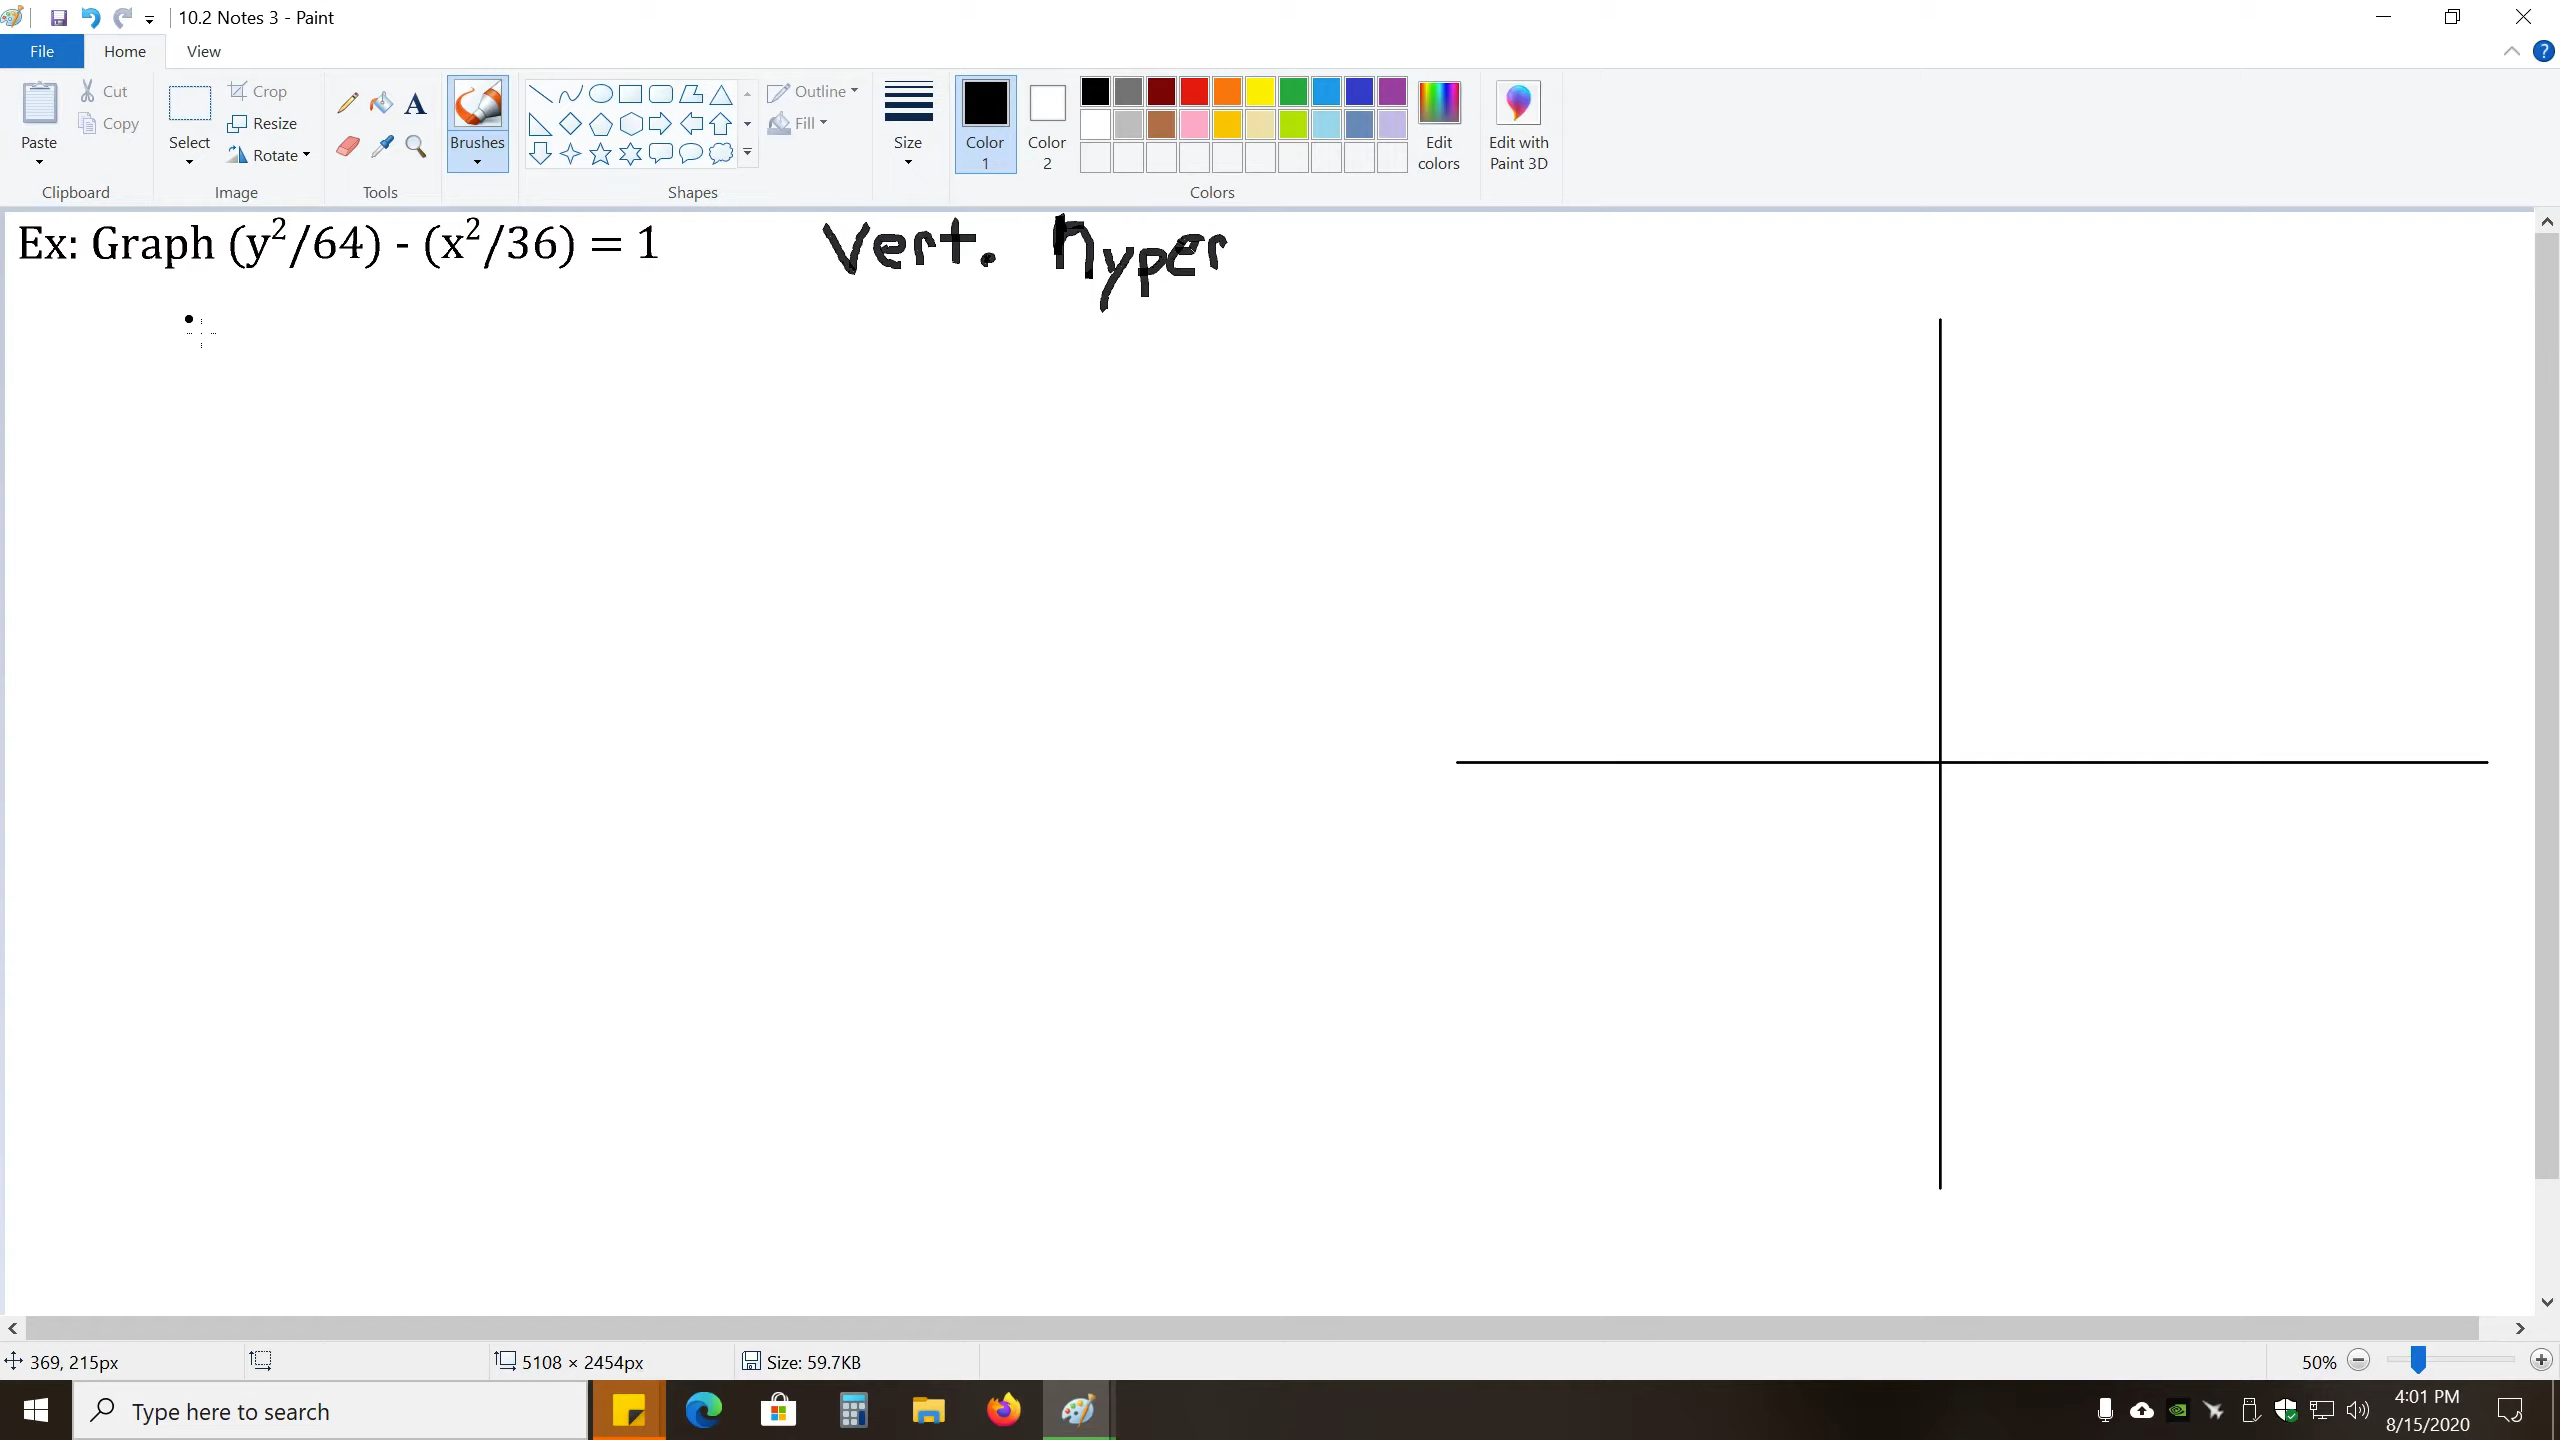 10.2 Notes 3 - Paint
File Home View
Paste Cut Copy Clipboard
Select Crop Resize Rotate Image
Tools
Brushes
Shapes Outline Fill
Size
Color 1 Color 2 Edit colors Edit with Paint 3D Colors
Ex: Graph (y²/64) - (x²/36) = 1 Vert. hyper
369, 215px 5108 × 2454px Size: 59.7KB 50%
Type here to search 4:01 PM
8/15/2020